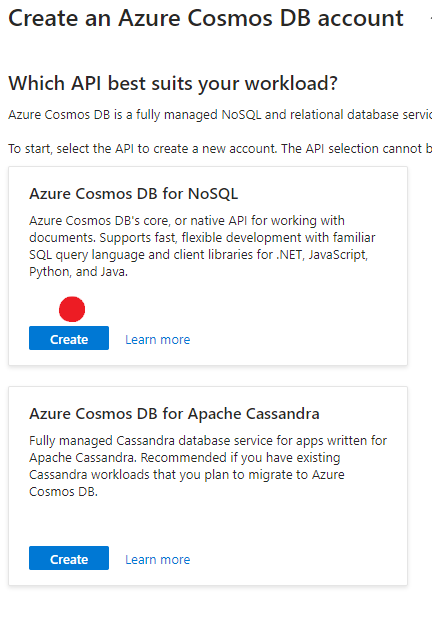 Create an Azure Cosmos DB account
Which API best suits your workload?
Azure Cosmos DB is a fully managed NoSQL and relational database
To start, select the API to create a new account. The API selection cannot
Azure Cosmos DB for NoSQL
Azure Cosmos DB's core, or native API for working with
documents. Supports fast, flexible development with familiar
SQL query language and client libraries for .NET, JavaScript,
Python, and Java.
Create Learn more
Azure Cosmos DB for Apache Cassandra
Fully managed Cassandra database service for apps written for
Apache Cassandra. Recommended if you have existing
Cassandra workloads that you plan to migrate to Azure
Cosmos DB.
Create Learn more